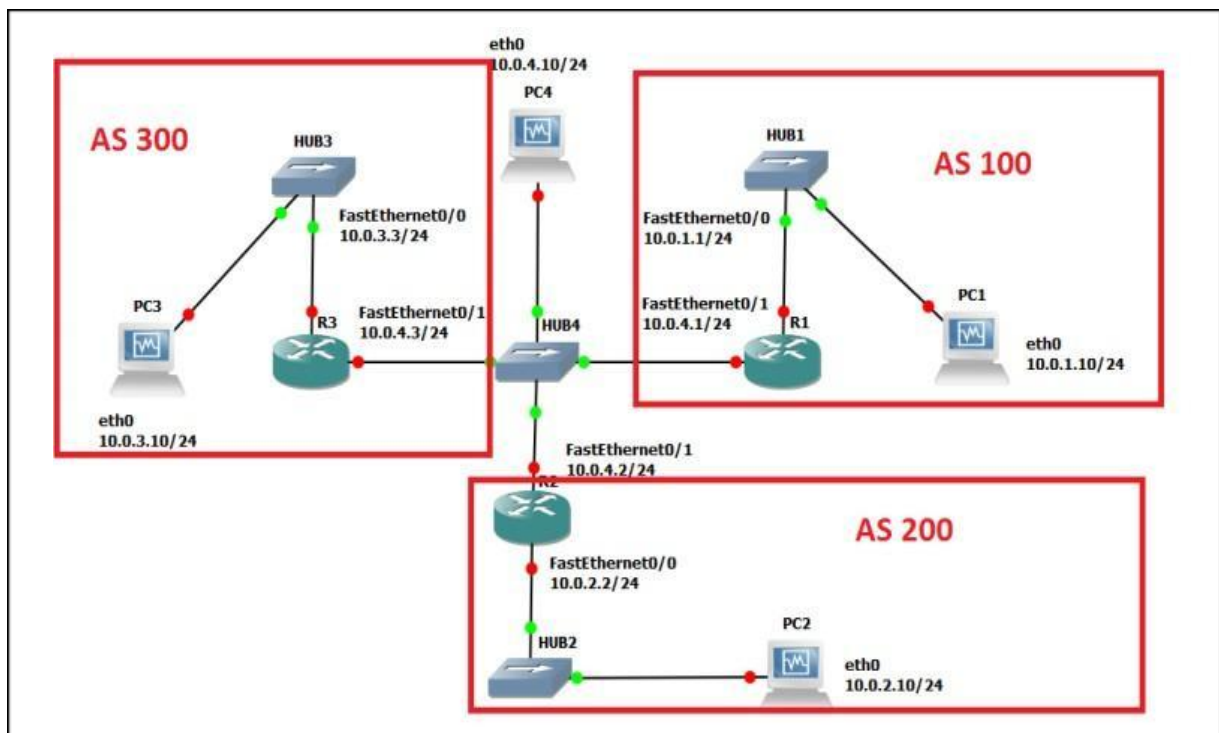 eth0
10.0.4.10/24
PC4
AS 300
HUB3
FastEthernet0/0
10.0.3.3/24
PC3
R3
FastEthernet0/1
10.0.4.3/24
eth0
10.0.3.10/24
HUB4
AS 100
HUB1
FastEthernet0/0
10.0.1.1/24
FastEthernet0/1
10.0.4.1/24
R1
PC1
eth0
10.0.1.10/24
FastEthernet0/1
10.0.4.2/24
R2
AS 200
FastEthernet0/0
10.0.2.2/24
HUB2
PC2
eth0
10.0.2.10/24